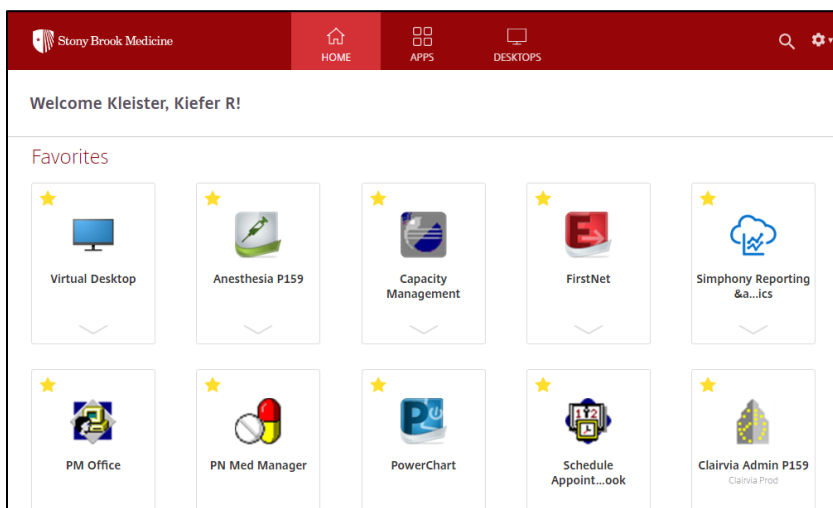 Stony Brook Medicine
HOME
APPS
DESKTOPS
Welcome Kleister, Kiefer R!
Favorites
Virtual Desktop
Anesthesia P159
Capacity
Management
FirstNet
Simphony Reporting
&a...ics
PM Office
PN Med Manager
PowerChart
Schedule
Appoint...ook
Clairvia Admin P159
Clairvia Prod